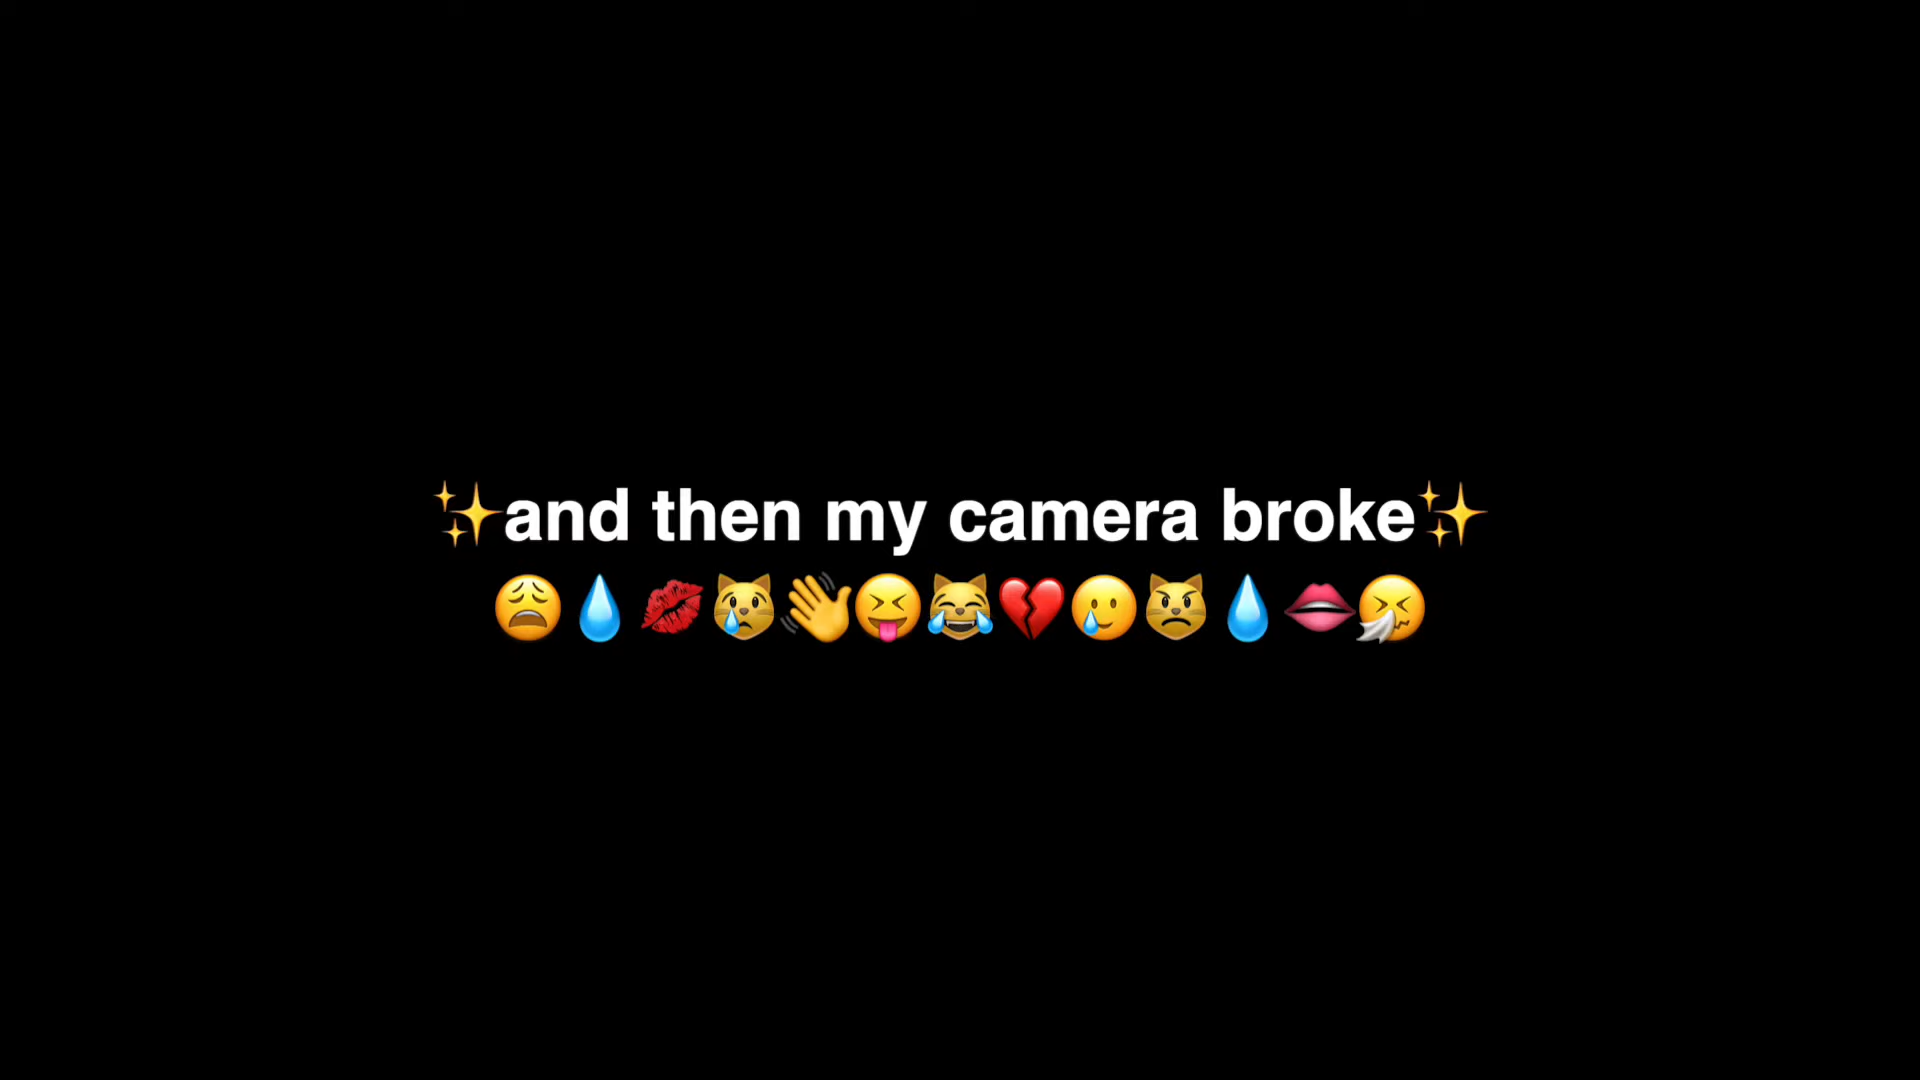 ✨and then my camera broke✨
😩💧💋😿👋😝😹💔🥲😾💧👄🤧